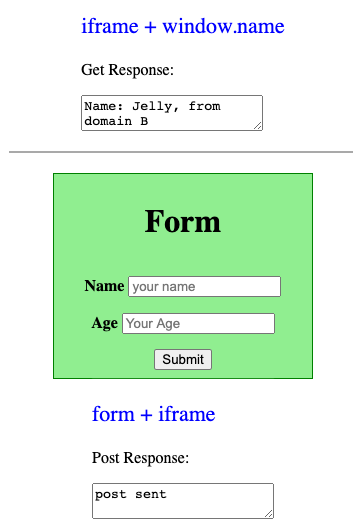 iframe + window.name
Get Response:
Name: Jelly, from
domain B
Form
Name your name
Age Your Age
Submit
form + iframe
Post Response:
post sent